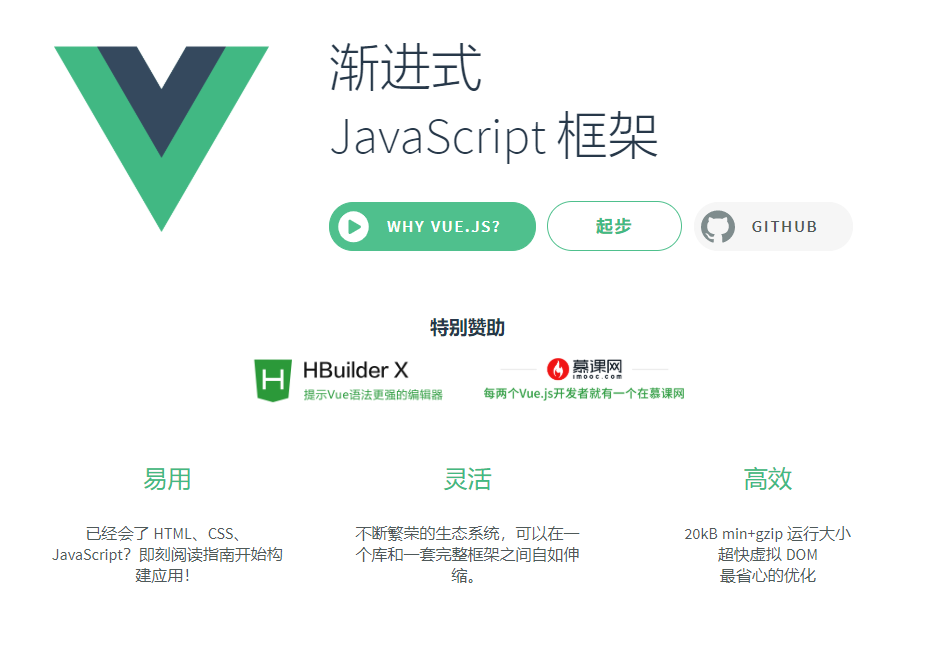 渐进式
JavaScript 框架
WHY VUE.JS?
起步
GITHUB
特别赞助
HBuilder X
提示Vue语法更强的编辑器
慕课网
imooc.com
每两个Vue.js开发者就有一个在慕课网
易用
已经会了 HTML、CSS、
JavaScript？即刻阅读指南开始构
建应用！
灵活
不断繁荣的生态系统，可以在一
个库和一套完整框架之间自如伸
缩。
高效
20kB min+gzip 运行大小
超快虚拟 DOM
最省心的优化